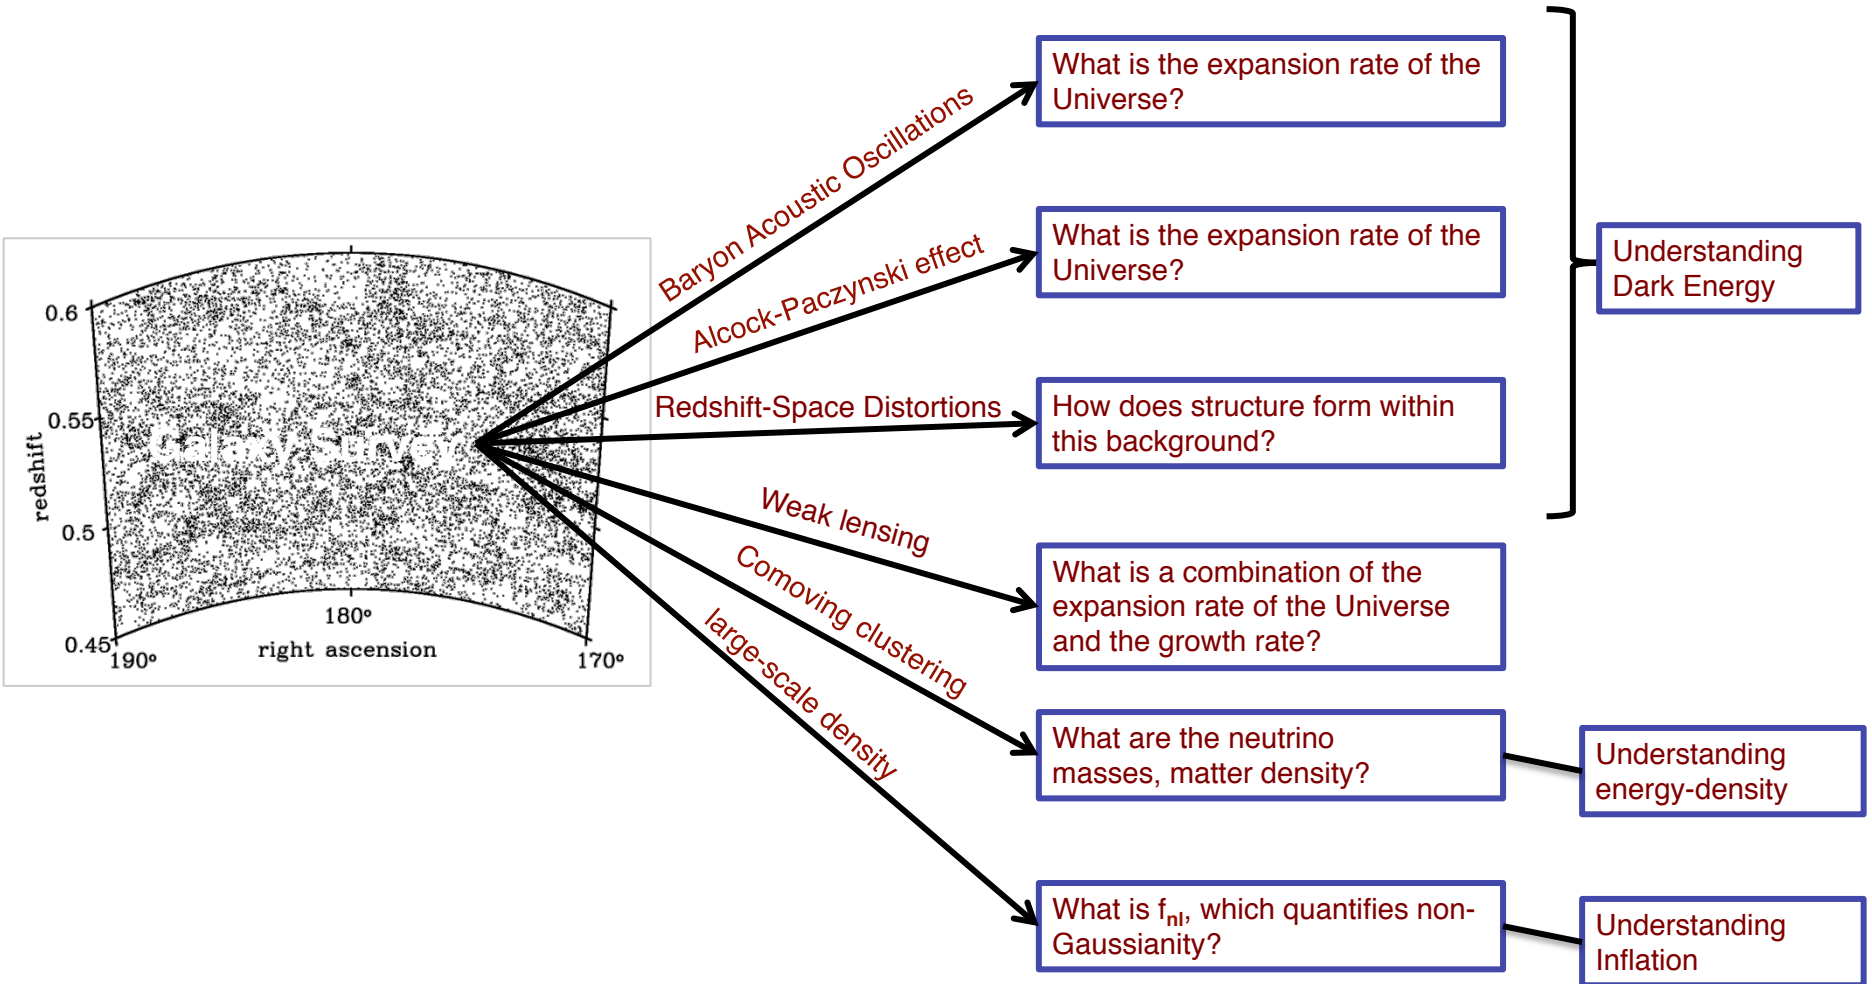 What is the expansion rate of the
Universe?
Baryon Acoustic Oscillations
What is the expansion rate of the
Universe?
Alcock-Paczynski effect
Understanding
Dark Energy
Redshift-Space Distortions
How does structure form within
this background?
0.6
0.55
0.5
0.45
redshift
Galaxy Survey
180°
190°
170°
right ascension
Weak lensing
What is a combination of the
expansion rate of the Universe
and the growth rate?
Comoving clustering
What are the neutrino
masses, matter density?
Understanding
energy-density
large-scale density
What is fnl, which quantifies non-
Gaussianity?
Understanding
Inflation